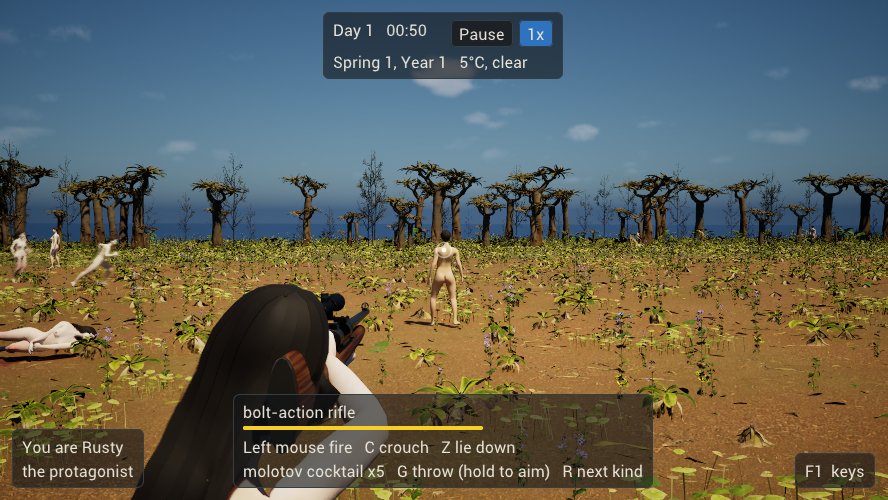 Day 1 00:50 Pause 1x
Spring 1, Year 1 5°C, clear
bolt-action rifle
Left mouse fire C crouch Z lie down
molotov cocktail x5 G throw (hold to aim) R next kind
You are Rusty
the protagonist
F1 keys